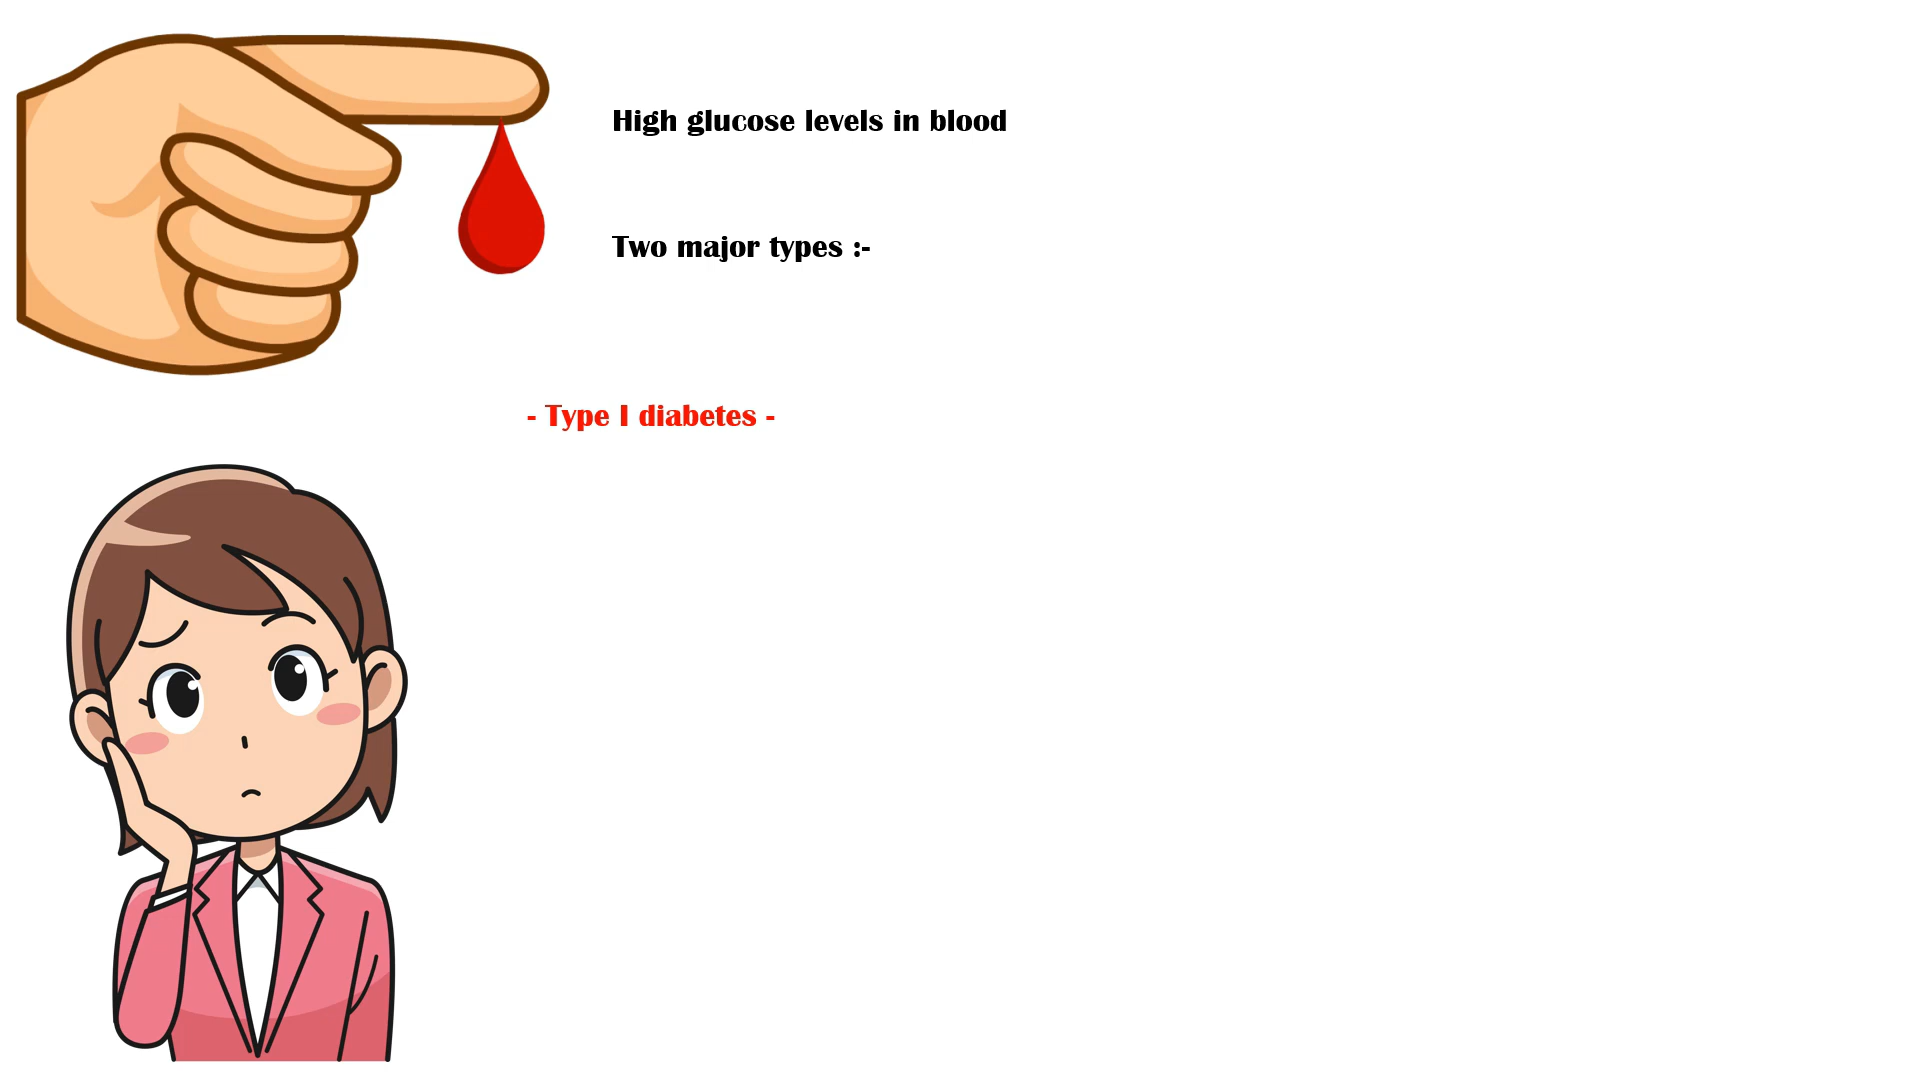 High glucose levels in blood
Two major types :-
- Type I diabetes -